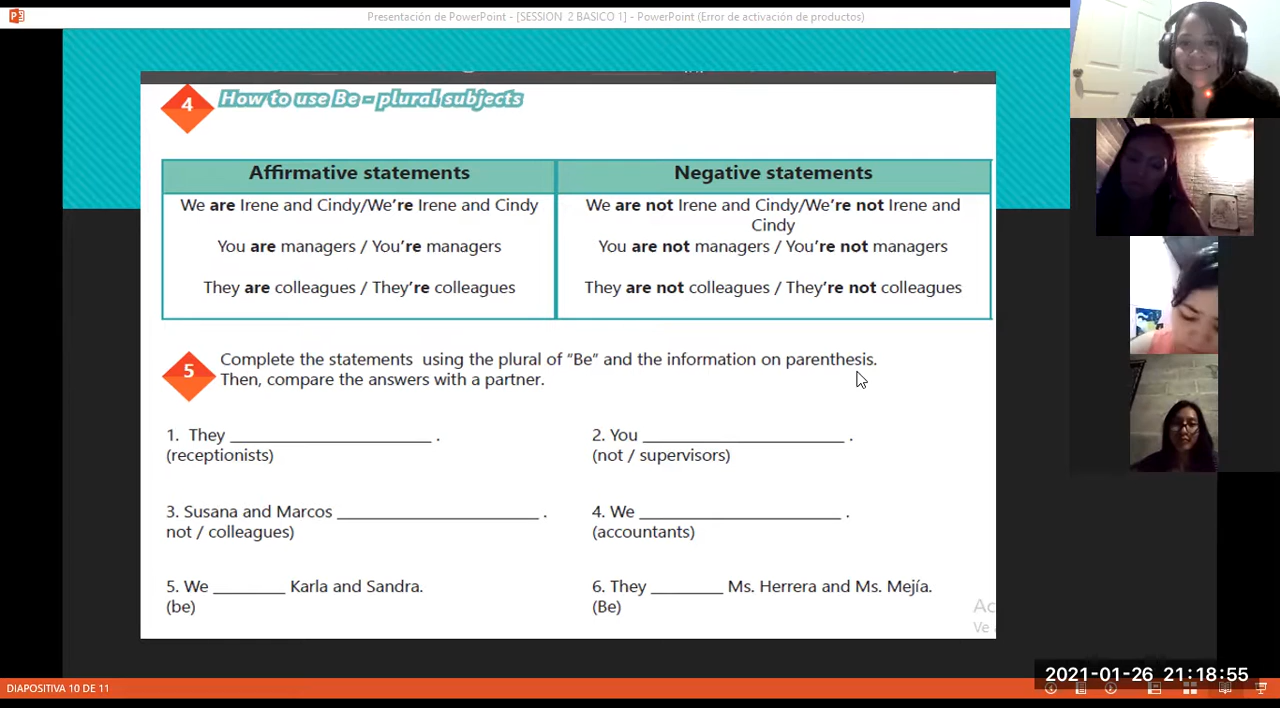 Presentación de PowerPoint - [SESSION 2 BASICO 1] - PowerPoint (Error de activación de productos)
4
How to use Be - plural subjects
Affirmative statements
Negative statements
We are Irene and Cindy/We're Irene and Cindy
We are not Irene and Cindy/We're not Irene and
Cindy
You are managers / You're managers
You are not managers / You're not managers
They are colleagues / They're colleagues
They are not colleagues / They're not colleagues
5
Complete the statements using the plural of “Be” and the information on parenthesis.
Then, compare the answers with a partner.
1. They ______________________ .
(receptionists)
2. You ______________________ .
(not / supervisors)
3. Susana and Marcos ______________________ .
not / colleagues)
4. We ______________________ .
(accountants)
5. We ________ Karla and Sandra.
(be)
6. They ________ Ms. Herrera and Ms. Mejía.
(Be)
Ve
DIAPOSITIVA 10 DE 11
2021-01-26 21:18:55